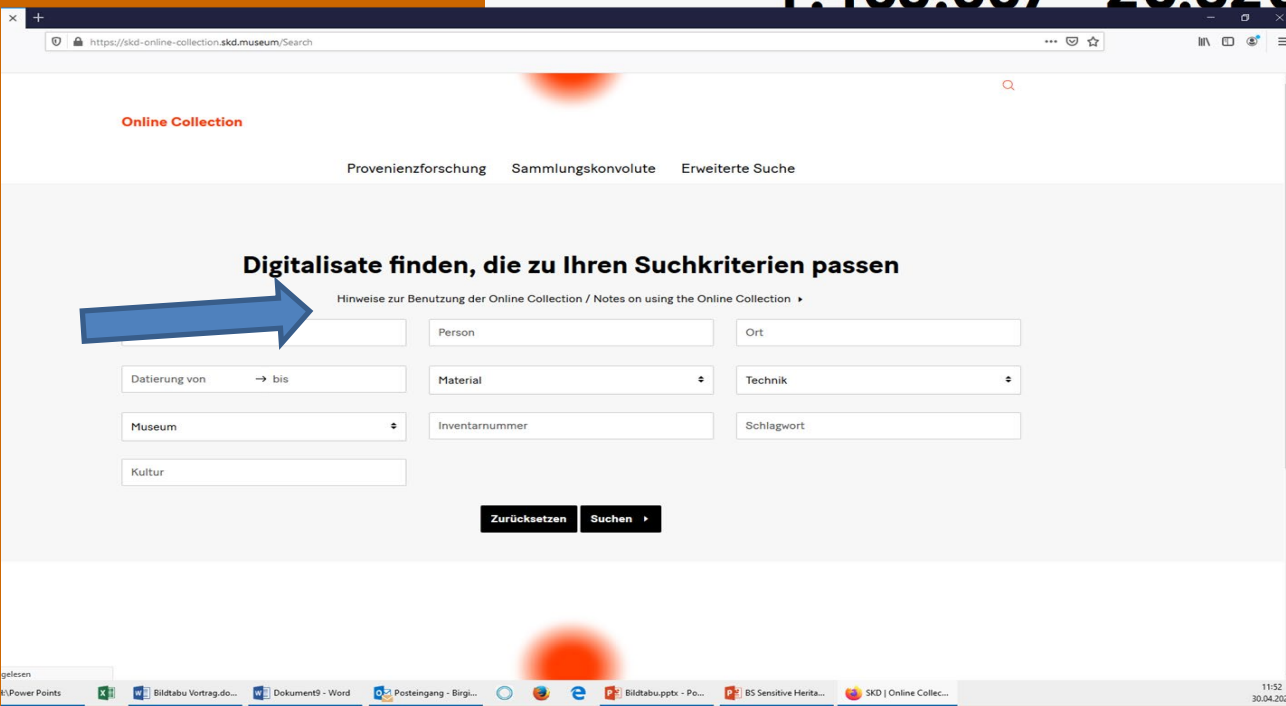 https://skd-online-collection.skd.museum/Search
Online Collection
Provenienzforschung Sammlungskonvolute Erweiterte Suche
Digitalisate finden, die zu Ihren Suchkriterien passen
Hinweise zur Benutzung der Online Collection / Notes on using the Online Collection
Person Ort
Datierung von → bis Material Technik
Museum Inventarnummer Schlagwort
Kultur
Zurücksetzen Suchen
gelesen
Power Points Bildtabu Vortrag.do... Dokument9 - Word Posteingang - Birgi... Bildtabu.pptx - Po... BS Sensitive Herita... SKD | Online Collec...
11:52
30.04.202